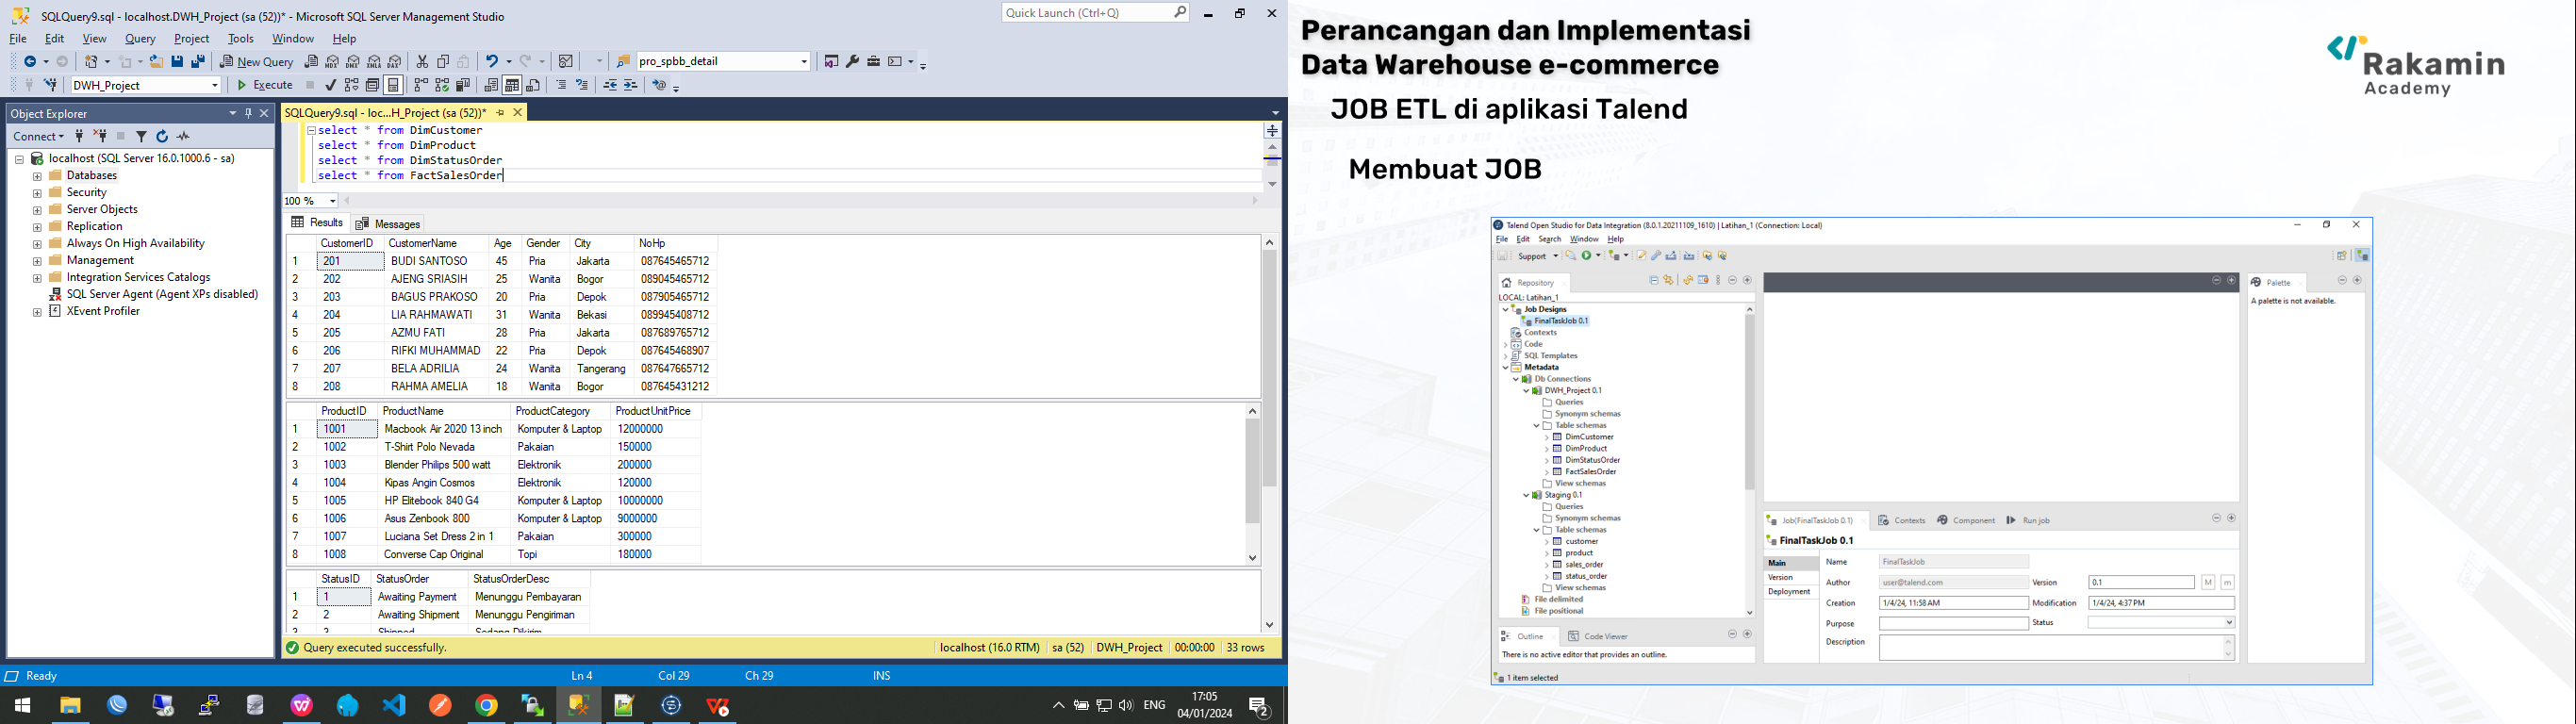 SQLQuery9.sql - localhost.DWH_Project (sa (52))* - Microsoft SQL Server Management Studio
Quick Launch (Ctrl+Q)
File Edit View Query Project Tools Window Help
New Query MDX DMX XMLA DAX pro_spbb_detail
DWH_Project Execute
Object Explorer
Connect
localhost (SQL Server 16.0.1000.6 - sa)
Databases
Security
Server Objects
Replication
Always On High Availability
Management
Integration Services Catalogs
SQL Server Agent (Agent XPs disabled)
XEvent Profiler
SQLQuery9.sql - loc...H_Project (sa (52))*
select * from DimCustomer
select * from DimProduct
select * from DimStatusOrder
select * from FactSalesOrder
100 %
Results Messages
CustomerID CustomerName Age Gender City NoHp
1 201 BUDI SANTOSO 45 Pria Jakarta 087645465712
2 202 AJENG SRIASIH 25 Wanita Bogor 089045465712
3 203 BAGUS PRAKOSO 20 Pria Depok 087905465712
4 204 LIA RAHMAWATI 31 Wanita Bekasi 089945408712
5 205 AZMU FATI 28 Pria Jakarta 087689765712
6 206 RIFKI MUHAMMAD 22 Pria Depok 087645468907
7 207 BELA ADRILIA 24 Wanita Tangerang 087647665712
8 208 RAHMA AMELIA 18 Wanita Bogor 087645431212
ProductID ProductName ProductCategory ProductUnitPrice
1 1001 Macbook Air 2020 13 inch Komputer & Laptop 12000000
2 1002 T-Shirt Polo Nevada Pakaian 150000
3 1003 Blender Philips 500 watt Elektronik 200000
4 1004 Kipas Angin Cosmos Elektronik 120000
5 1005 HP Elitebook 840 G4 Komputer & Laptop 10000000
6 1006 Asus Zenbook 800 Komputer & Laptop 9000000
7 1007 Luciana Set Dress 2 in 1 Pakaian 300000
8 1008 Converse Cap Original Topi 180000
StatusID StatusOrder StatusOrderDesc
1 1 Awaiting Payment Menunggu Pembayaran
2 2 Awaiting Shipment Menunggu Pengiriman
3 3 Shipped Sedang Dikirim
Query executed successfully. localhost (16.0 RTM) sa (52) DWH_Project 00:00:00 33 rows
Ready Ln 4 Col 29 Ch 29 INS
ENG 17:05
04/01/2024 2
Perancangan dan Implementasi
Data Warehouse e-commerce
JOB ETL di aplikasi Talend
Membuat JOB
Rakamin
Academy
Talend Open Studio for Data Integration (8.0.1.20211109_1610) | Latihan_1 (Connection: Local)
File Edit Search Window Help
Support
Repository
LOCAL: Latihan_1
Job Designs
FinalTaskJob 0.1
Contexts
Code
SQL Templates
Metadata
Db Connections
DWH_Project 0.1
Queries
Synonym schemas
Table schemas
DimCustomer
DimProduct
DimStatusOrder
FactSalesOrder
View schemas
Staging 0.1
Queries
Synonym schemas
Table schemas
customer
product
sales_order
status_order
View schemas
File delimited
File positional
Outline Code Viewer
There is no active editor that provides an outline.
1 item selected
Palette
A palette is not available.
Job(FinalTaskJob 0.1) Contexts Component Run job
FinalTaskJob 0.1
Main
Version
Deployment
Name FinalTaskJob
Author user@talend.com Version 0.1 M m
Creation 1/4/24, 11:58 AM Modification 1/4/24, 4:37 PM
Purpose Status
Description